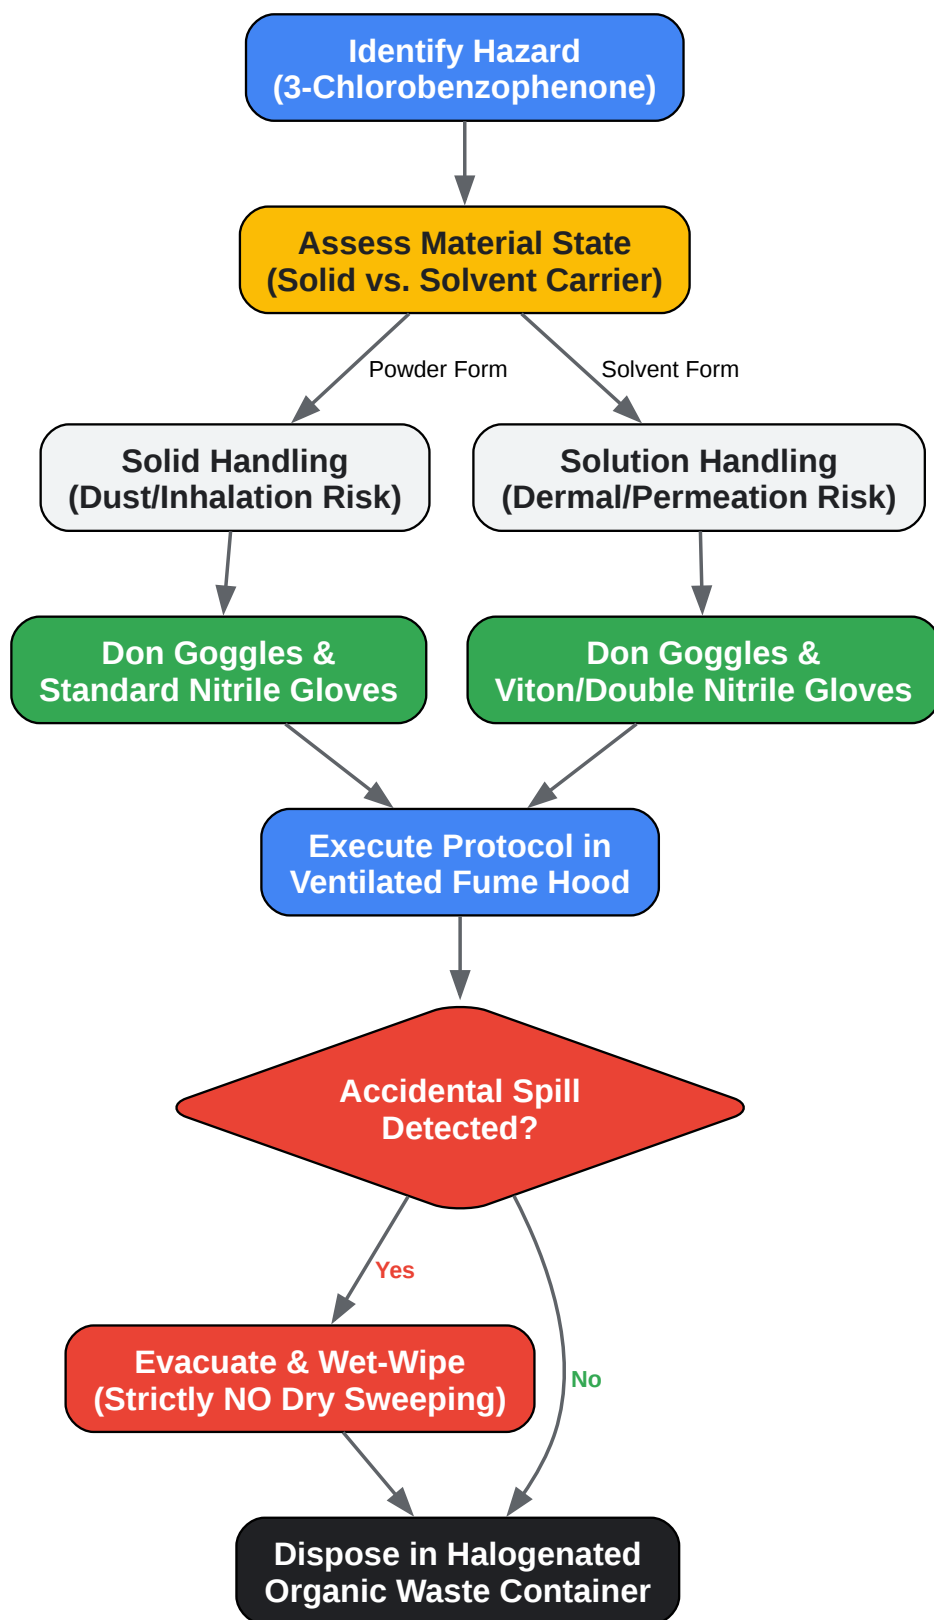 Identify Hazard
(3-Chlorobenzophenone)
Assess Material State
(Solid vs. Solvent Carrier)
Powder Form
Solvent Form
Solid Handling
(Dust/Inhalation Risk)
Solution Handling
(Dermal/Permeation Risk)
Don Goggles &
Standard Nitrile Gloves
Don Goggles &
Viton/Double Nitrile Gloves
Execute Protocol in
Ventilated Fume Hood
Accidental Spill
Detected?
Yes
Evacuate & Wet-Wipe
(Strictly NO Dry Sweeping)
No
Dispose in Halogenated
Organic Waste Container